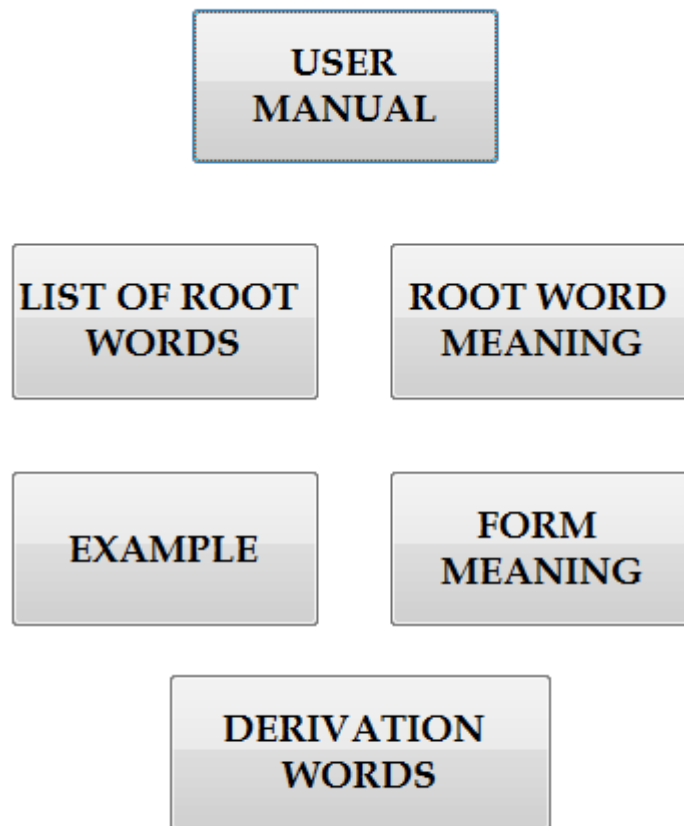 USER
MANUAL
LIST OF ROOT
WORDS
ROOT WORD
MEANING
EXAMPLE
FORM
MEANING
DERIVATION
WORDS